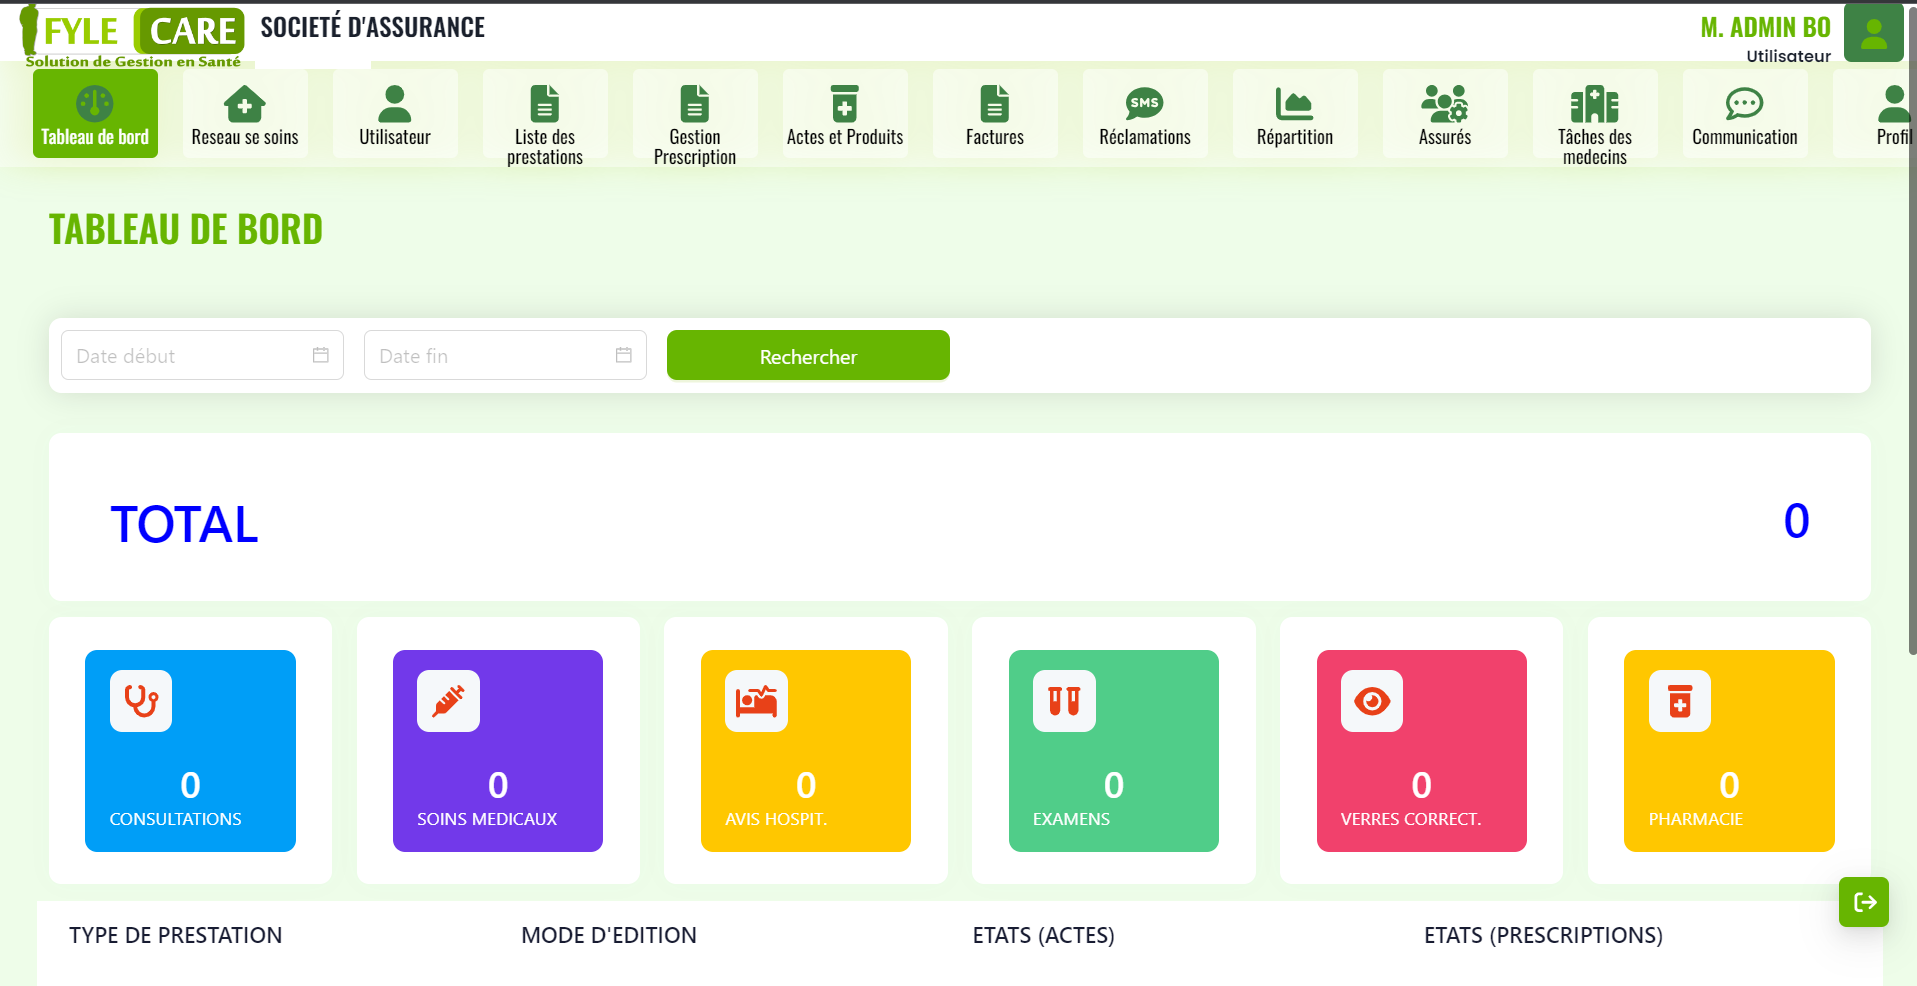 FYLE CARE
Solution de Gestion en Santé
SOCIETÉ D'ASSURANCE
M. ADMIN BO
Utilisateur
Tableau de bord
Reseau se soins
Utilisateur
Liste des
prestations
Gestion
Prescription
Actes et Produits
Factures
SMS
Réclamations
Répartition
Assurés
Tâches des
medecins
Communication
Profil
TABLEAU DE BORD
Date début
Date fin
Rechercher
TOTAL
0
0
CONSULTATIONS
0
SOINS MEDICAUX
0
AVIS HOSPIT.
0
EXAMENS
0
VERRES CORRECT.
0
PHARMACIE
TYPE DE PRESTATION
MODE D'EDITION
ETATS (ACTES)
ETATS (PRESCRIPTIONS)